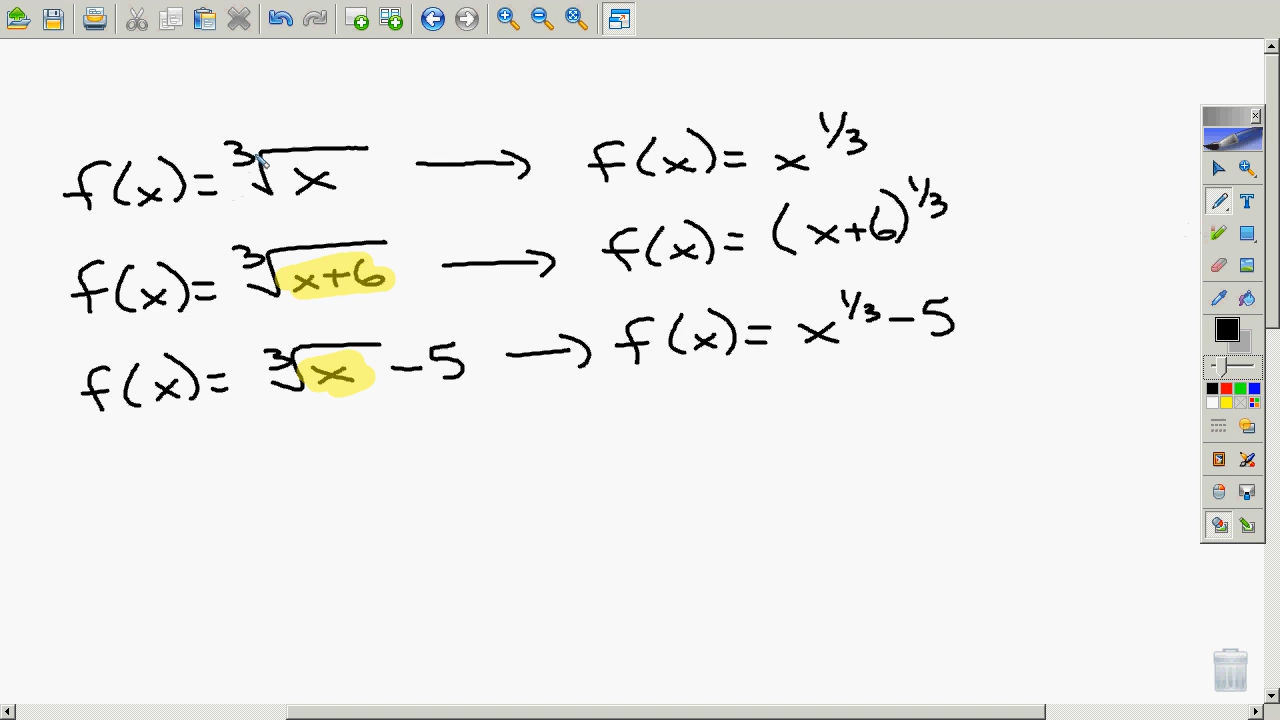 f(x) = ∛x → f(x) = x^(1/3)
f(x) = ∛(x+6) → f(x) = (x+6)^(1/3)
f(x) = ∛x - 5 → f(x) = x^(1/3) - 5
T